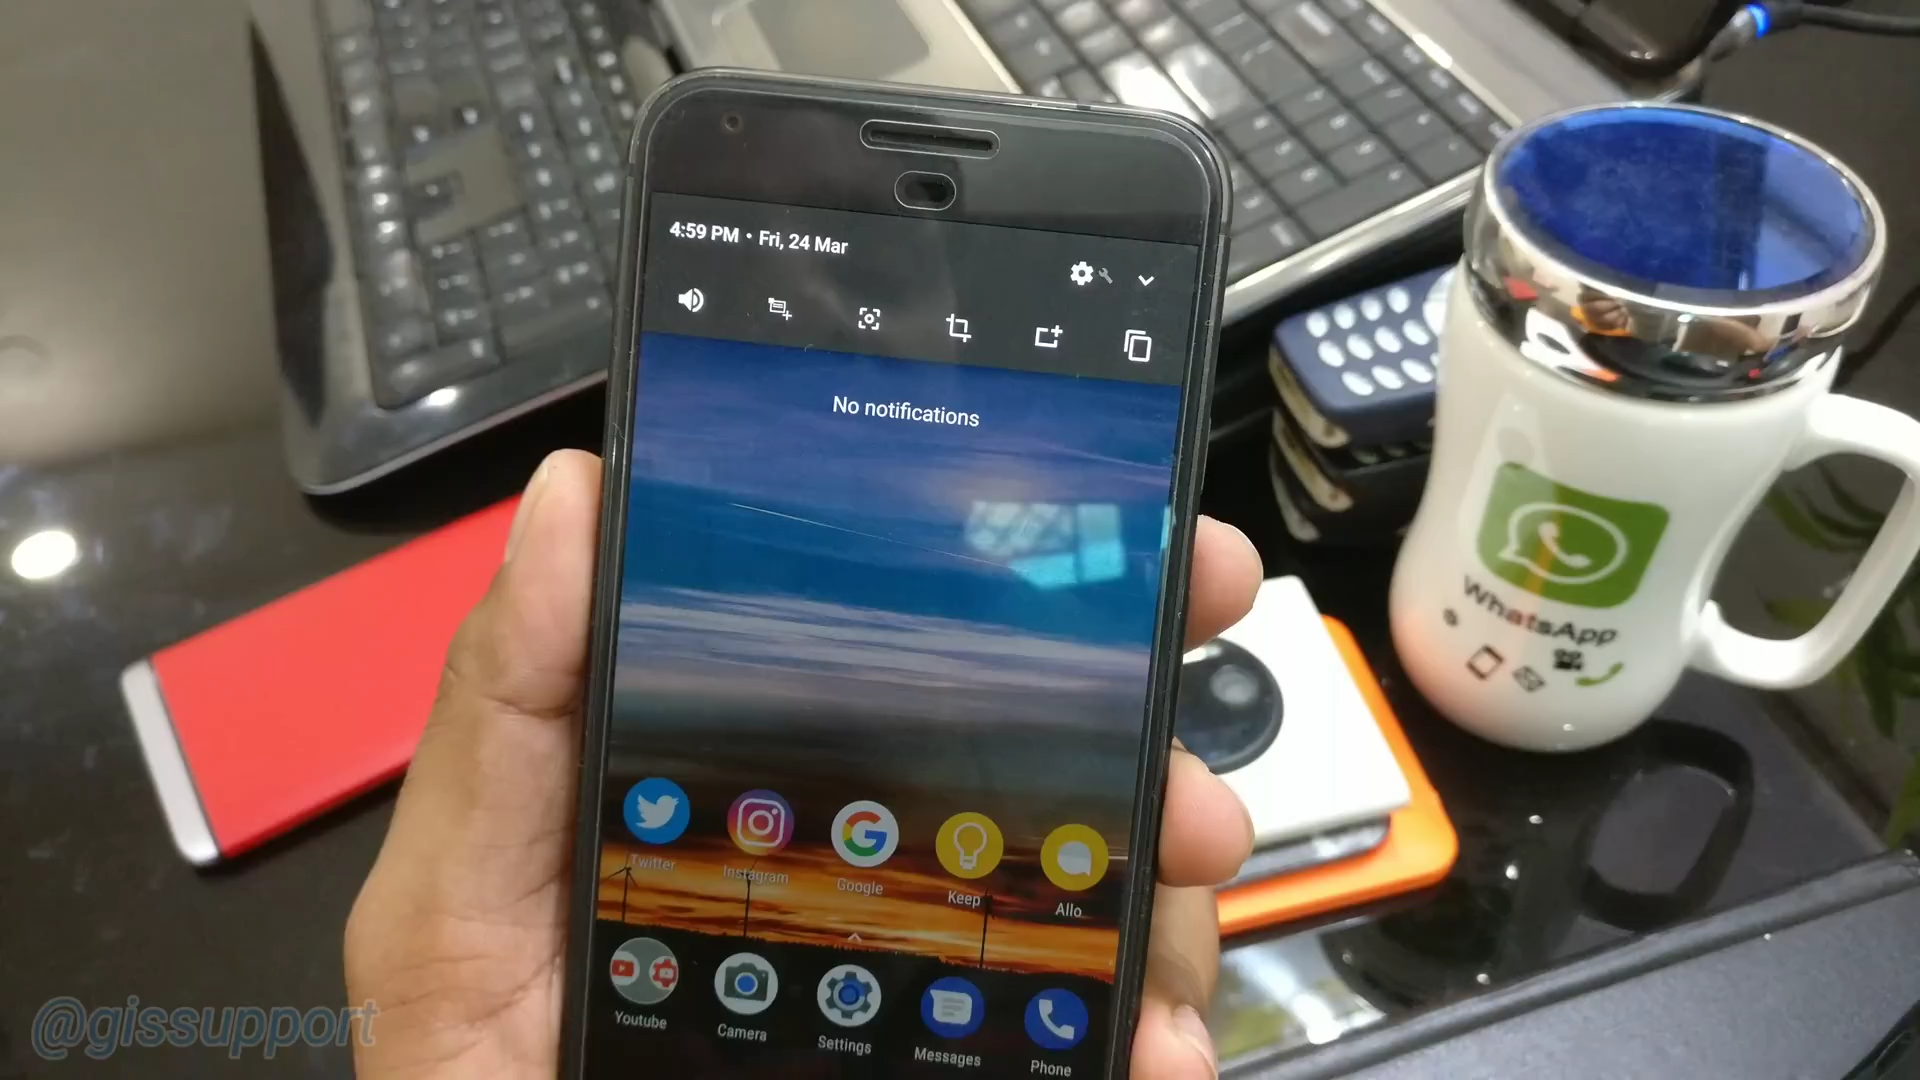 4:59 PM • Fri, 24 Mar
No notifications
Twitter
Instagram
Google
Keep
Allo
Youtube
Camera
Settings
Messages
Phone
WhatsApp
@gissupport